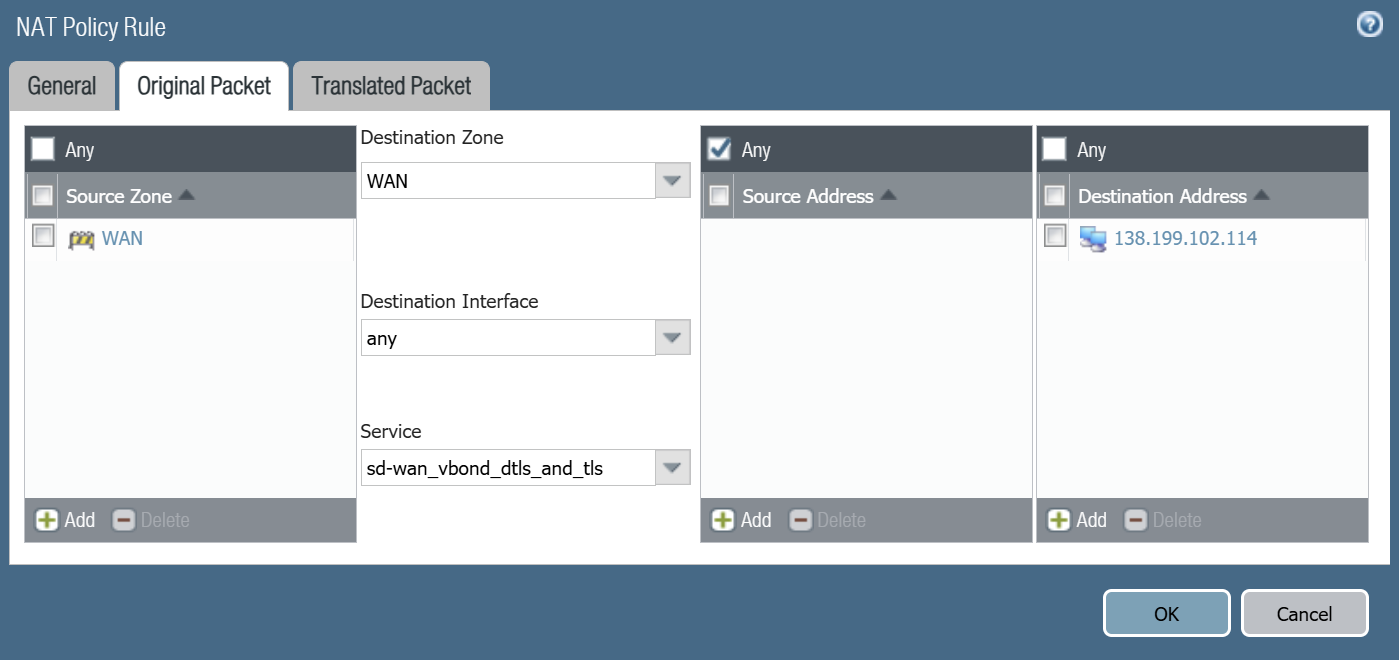 NAT Policy Rule
?
General
Original Packet
Translated Packet
Any
Source Zone
WAN
Add
Delete
Destination Zone
WAN
Destination Interface
any
Service
sd-wan_vbond_dtls_and_tls
Any
Source Address
Add
Delete
Any
Destination Address
138.199.102.114
Add
Delete
OK
Cancel